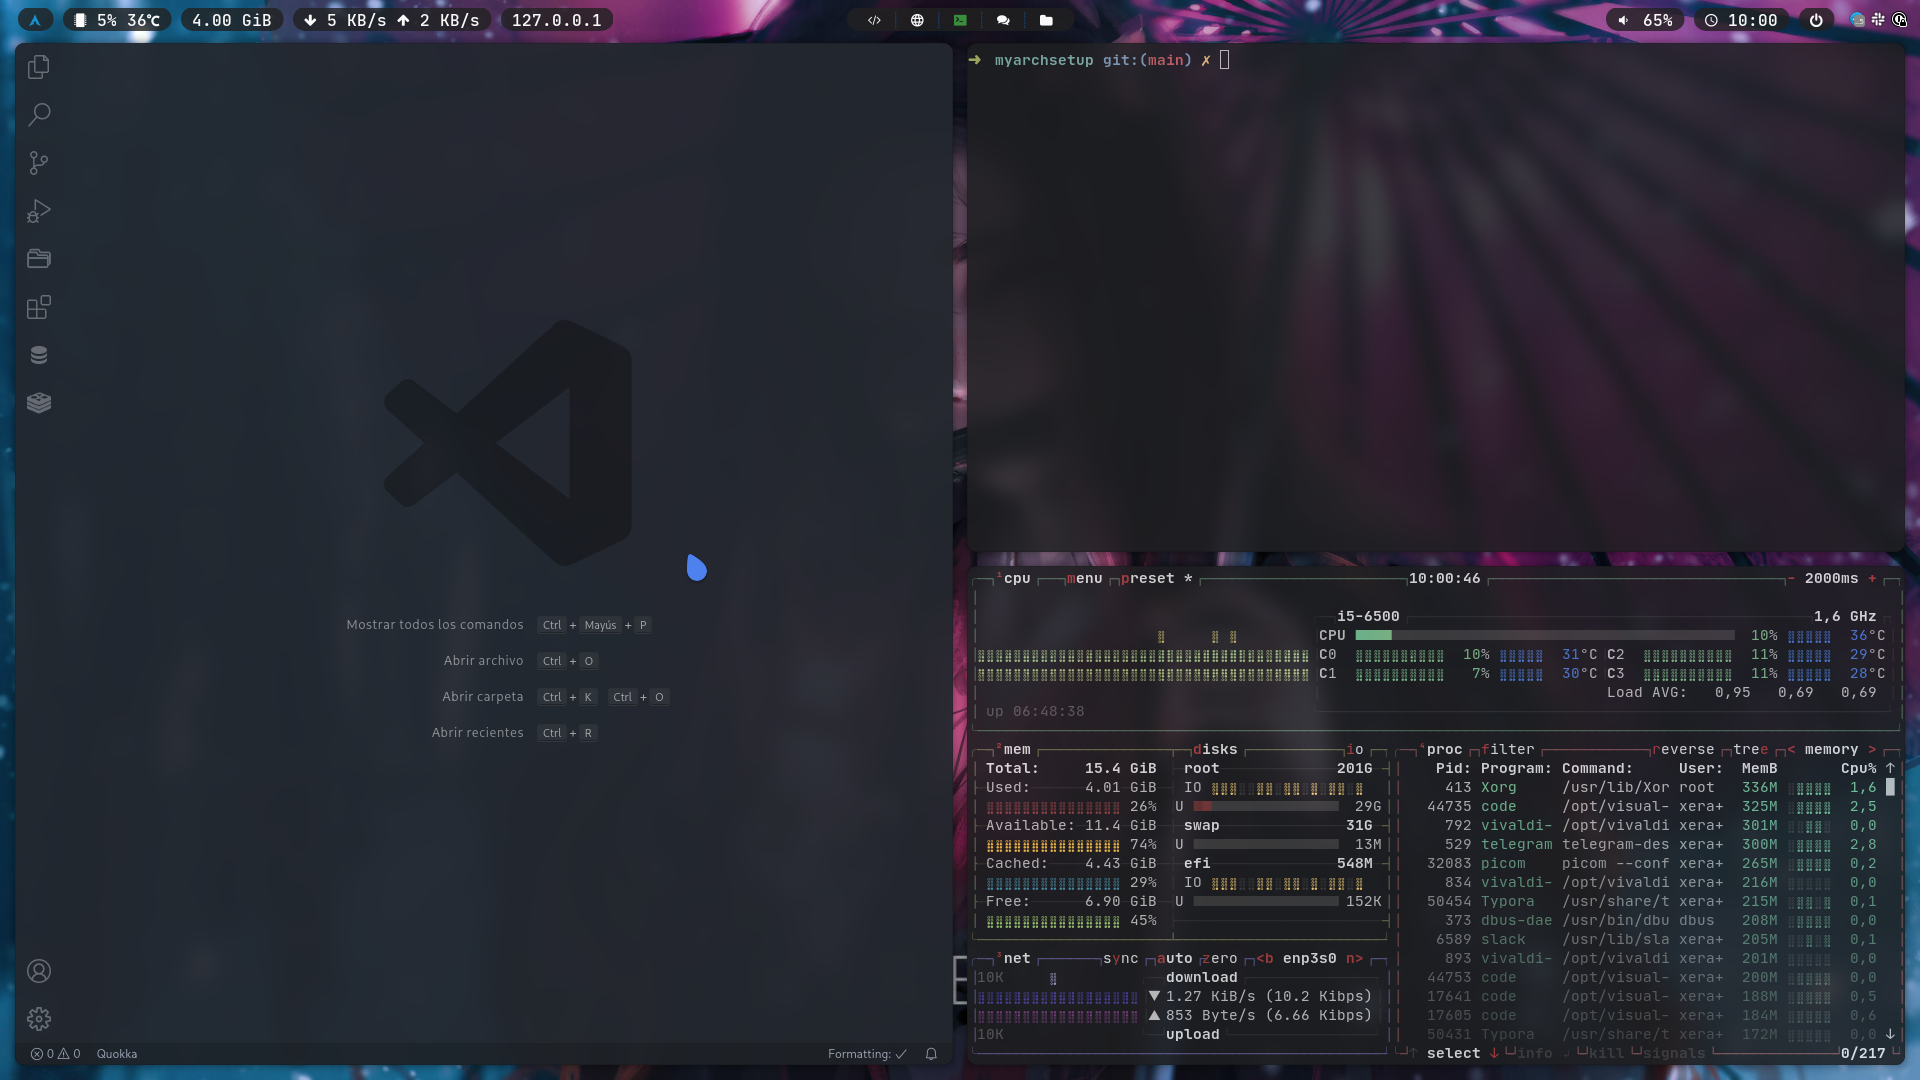 5% 36℃ 4.00 GiB 5 KB/s 2 KB/s 127.0.0.1 65% 10:00
Mostrar todos los comandos Ctrl + Mayús + P
Abrir archivo Ctrl + O
Abrir carpeta Ctrl + K Ctrl + O
Abrir recientes Ctrl + R
0 0 Quokka Formatting: ✓
➜ myarchsetup git:(main) ✗
¹cpu menu preset * 10:00:46 - 2000ms +
i5-6500 1,6 GHz
CPU 10% 36°C
C0 10% 31°C C2 11% 29°C
C1 7% 30°C C3 11% 28°C
Load AVG: 0,95 0,69 0,69
up 06:48:38
²mem disks io
Total: 15.4 GiB root 201G
Used: 4.01 GiB IO
26% U 29G
Available: 11.4 GiB swap 31G
74% U 13M
Cached: 4.43 GiB efi 548M
29% IO
Free: 6.90 GiB U 152K
45%
³net sync auto zero <b enp3s0 n>
10K download
▼ 1.27 KiB/s (10.2 Kibps)
▲ 853 Byte/s (6.66 Kibps)
10K upload
⁴proc filter reverse tree < memory >
Pid: Program: Command: User: MemB Cpu% ↑
413 Xorg /usr/lib/Xor root 336M 1,6
44735 code /opt/visual- xera+ 325M 2,5
792 vivaldi- /opt/vivaldi xera+ 301M 0,0
529 telegram telegram-des xera+ 300M 2,8
32083 picom picom --conf xera+ 265M 0,2
834 vivaldi- /opt/vivaldi xera+ 216M 0,0
50454 Typora /usr/share/t xera+ 215M 0,1
373 dbus-dae /usr/bin/dbu dbus 208M 0,0
6589 slack /usr/lib/sla xera+ 205M 0,1
893 vivaldi- /opt/vivaldi xera+ 201M 0,0
44753 code /opt/visual- xera+ 200M 0,0
17641 code /opt/visual- xera+ 188M 0,5
17605 code /opt/visual- xera+ 184M 0,6
50431 Typora /usr/share/t xera+ 172M 0,0 ↓
↑ select ↓ info ↲ kill signals 0/217